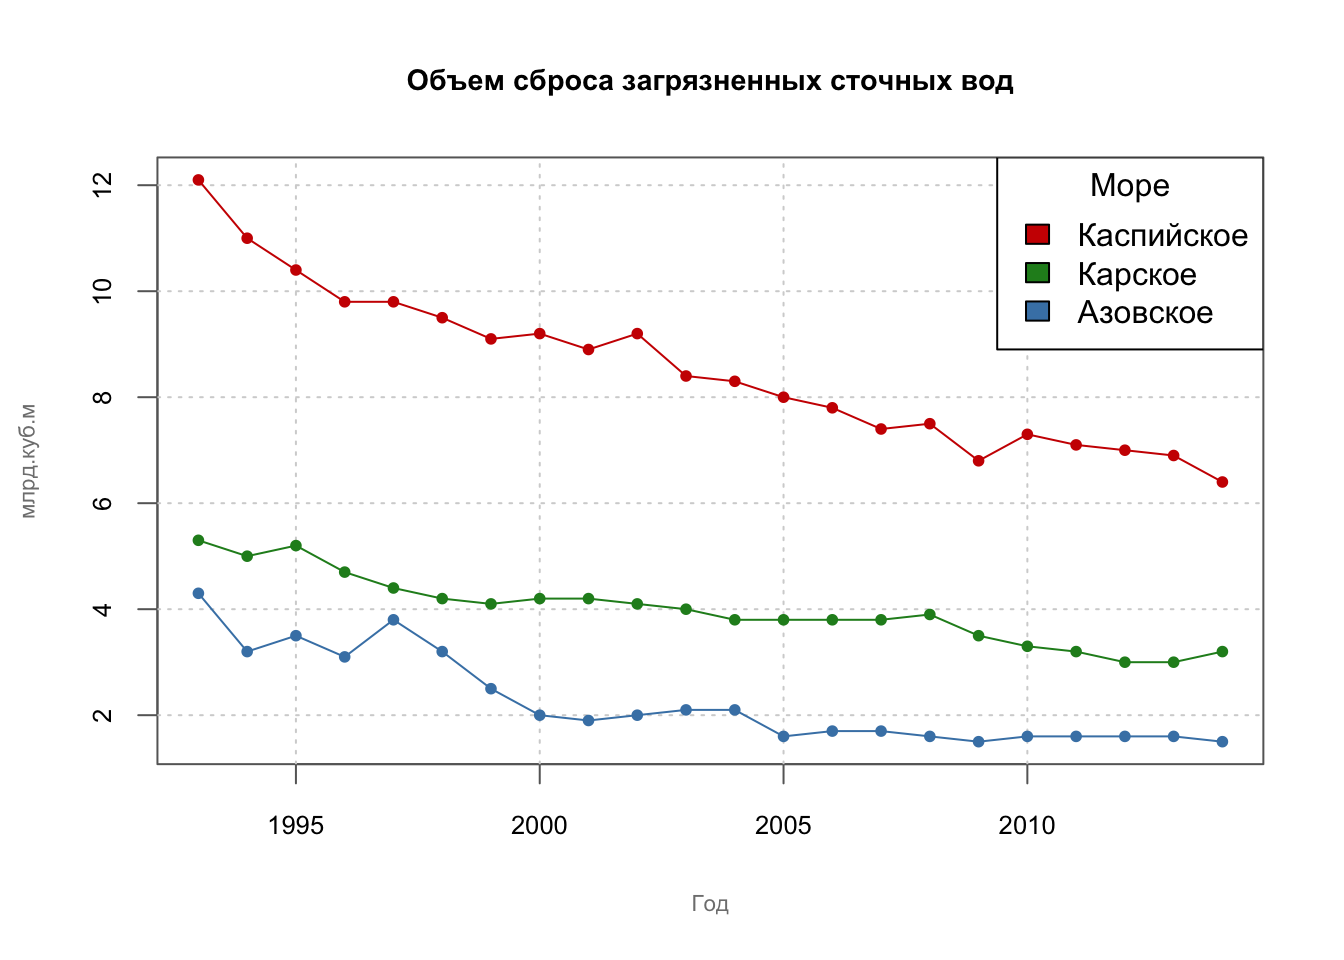 Объем сброса загрязненных сточных вод
Море
Каспийское
Карское
Азовское
12
10
8
6
4
2
млрд.куб.м
1995 2000 2005 2010
Год